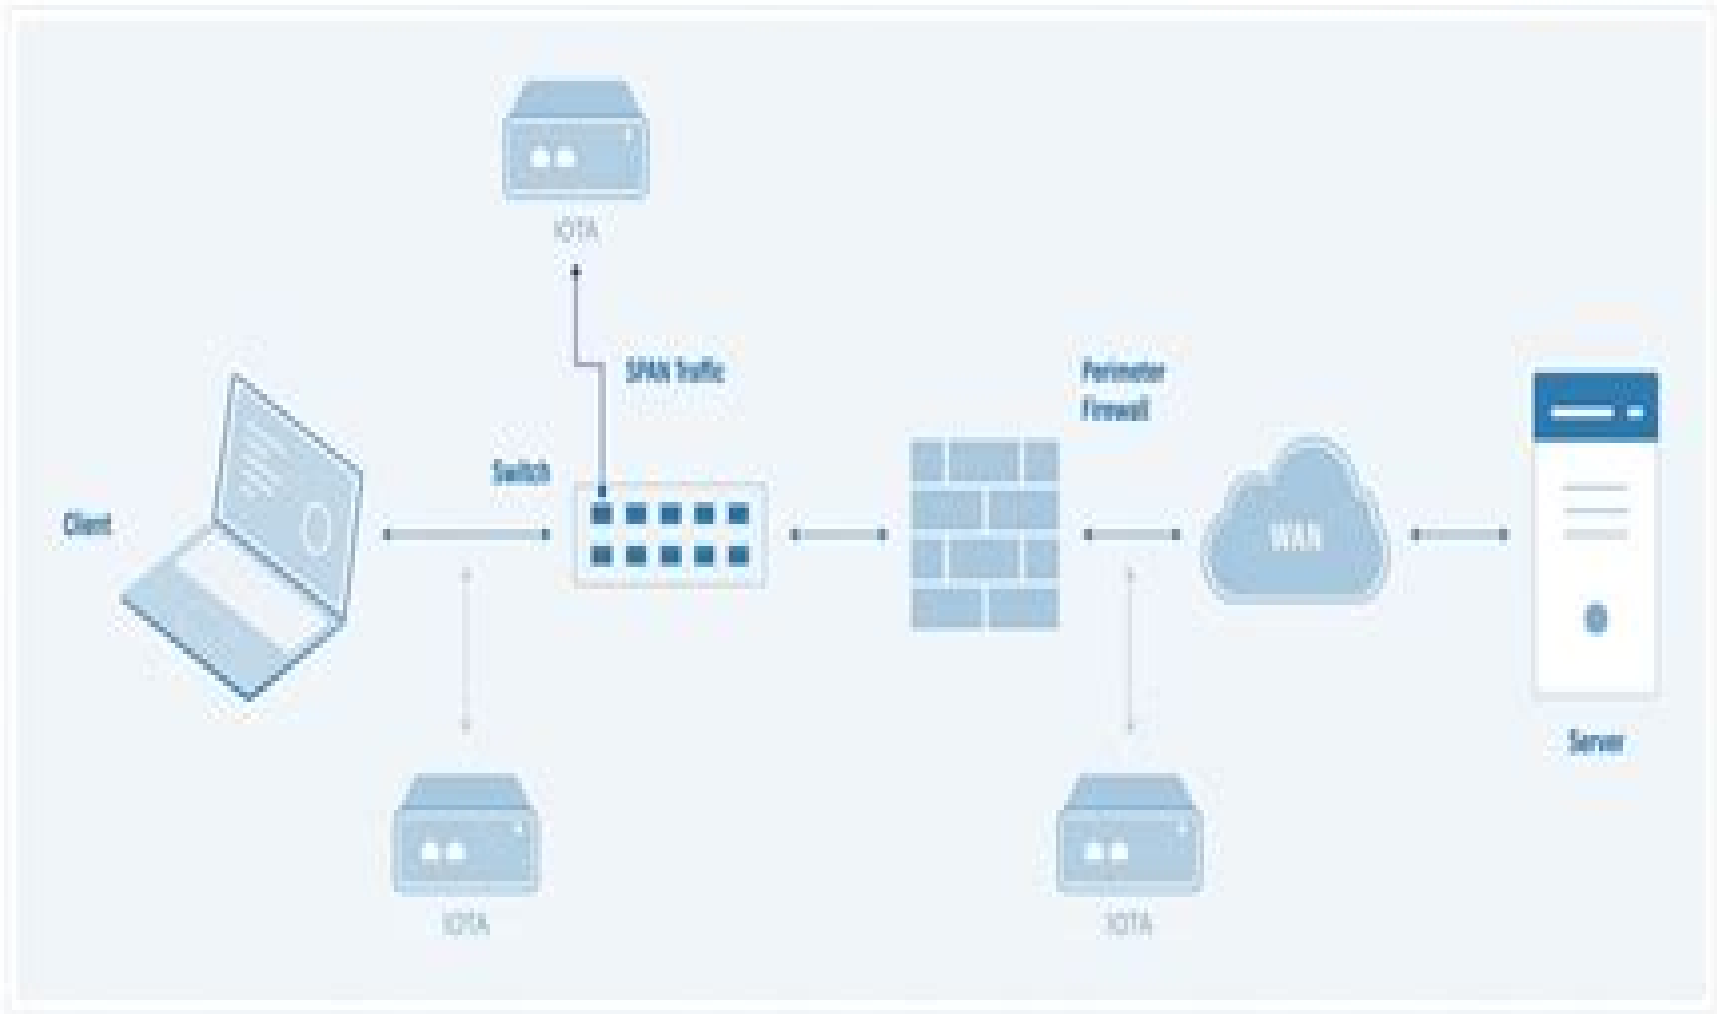 IOTA
SPAN Traffic
Perimeter
Firewall
Switch
Client
WAN
Server
IOTA
IOTA